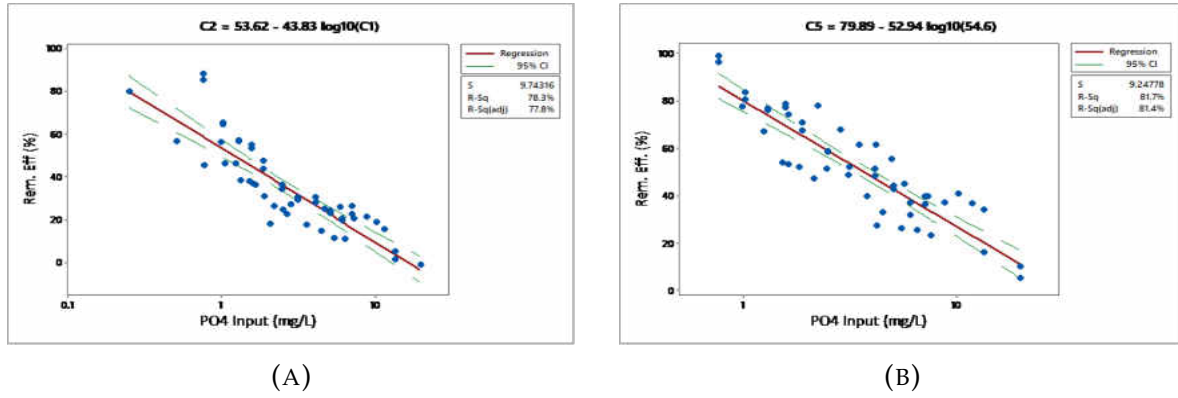 C2 = 53.62 - 43.83 log10(C1)
Rem. Eff (%)
100
80
60
40
20
0
0.1
1
10
PO4 Input (mg/L)
Regression
95% CI
S 9.74316
R-Sq 78.3%
R-Sq(adj) 77.8%
(A)
C5 = 79.89 - 52.94 log10(54.6)
Rem. Eff. (%)
100
80
60
40
20
0
1
10
PO4 Input (mg/L)
Regression
95% CI
S 9.24778
R-Sq 81.7%
R-Sq(adj) 81.4%
(B)